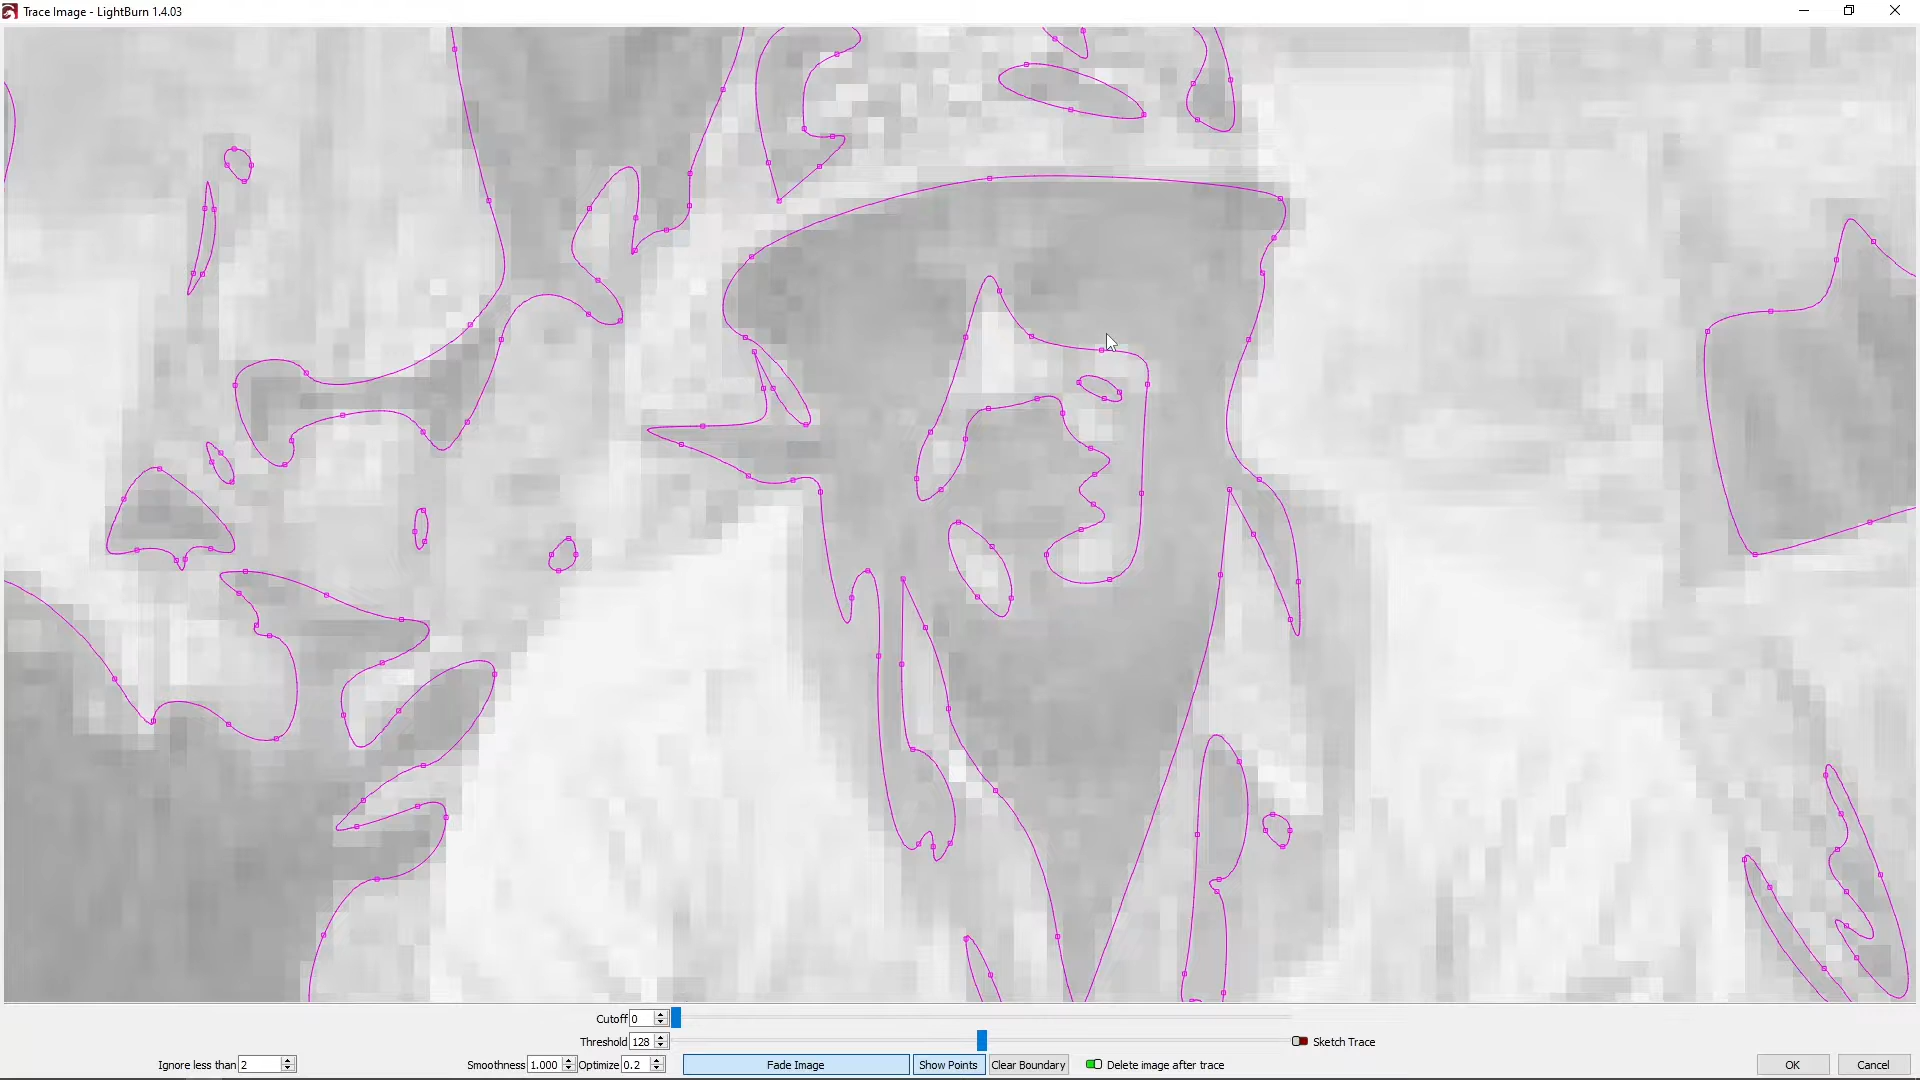 Trace Image - LightBurn 1.4.03
Cutoff 0
Threshold 128 Sketch Trace
Ignore less than 2 Smoothness 1.000 Optimize 0.2 Fade Image Show Points Clear Boundary Delete image after trace OK Cancel